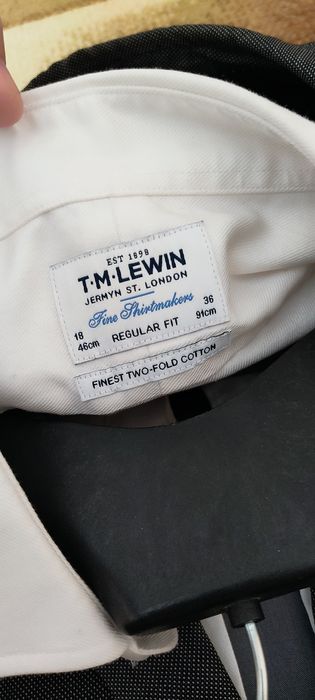 EST 1898
T·M·LEWIN
JERMYN ST. LONDON
Fine Shirtmakers
18 36
46cm REGULAR FIT 91cm
FINEST TWO-FOLD COTTON